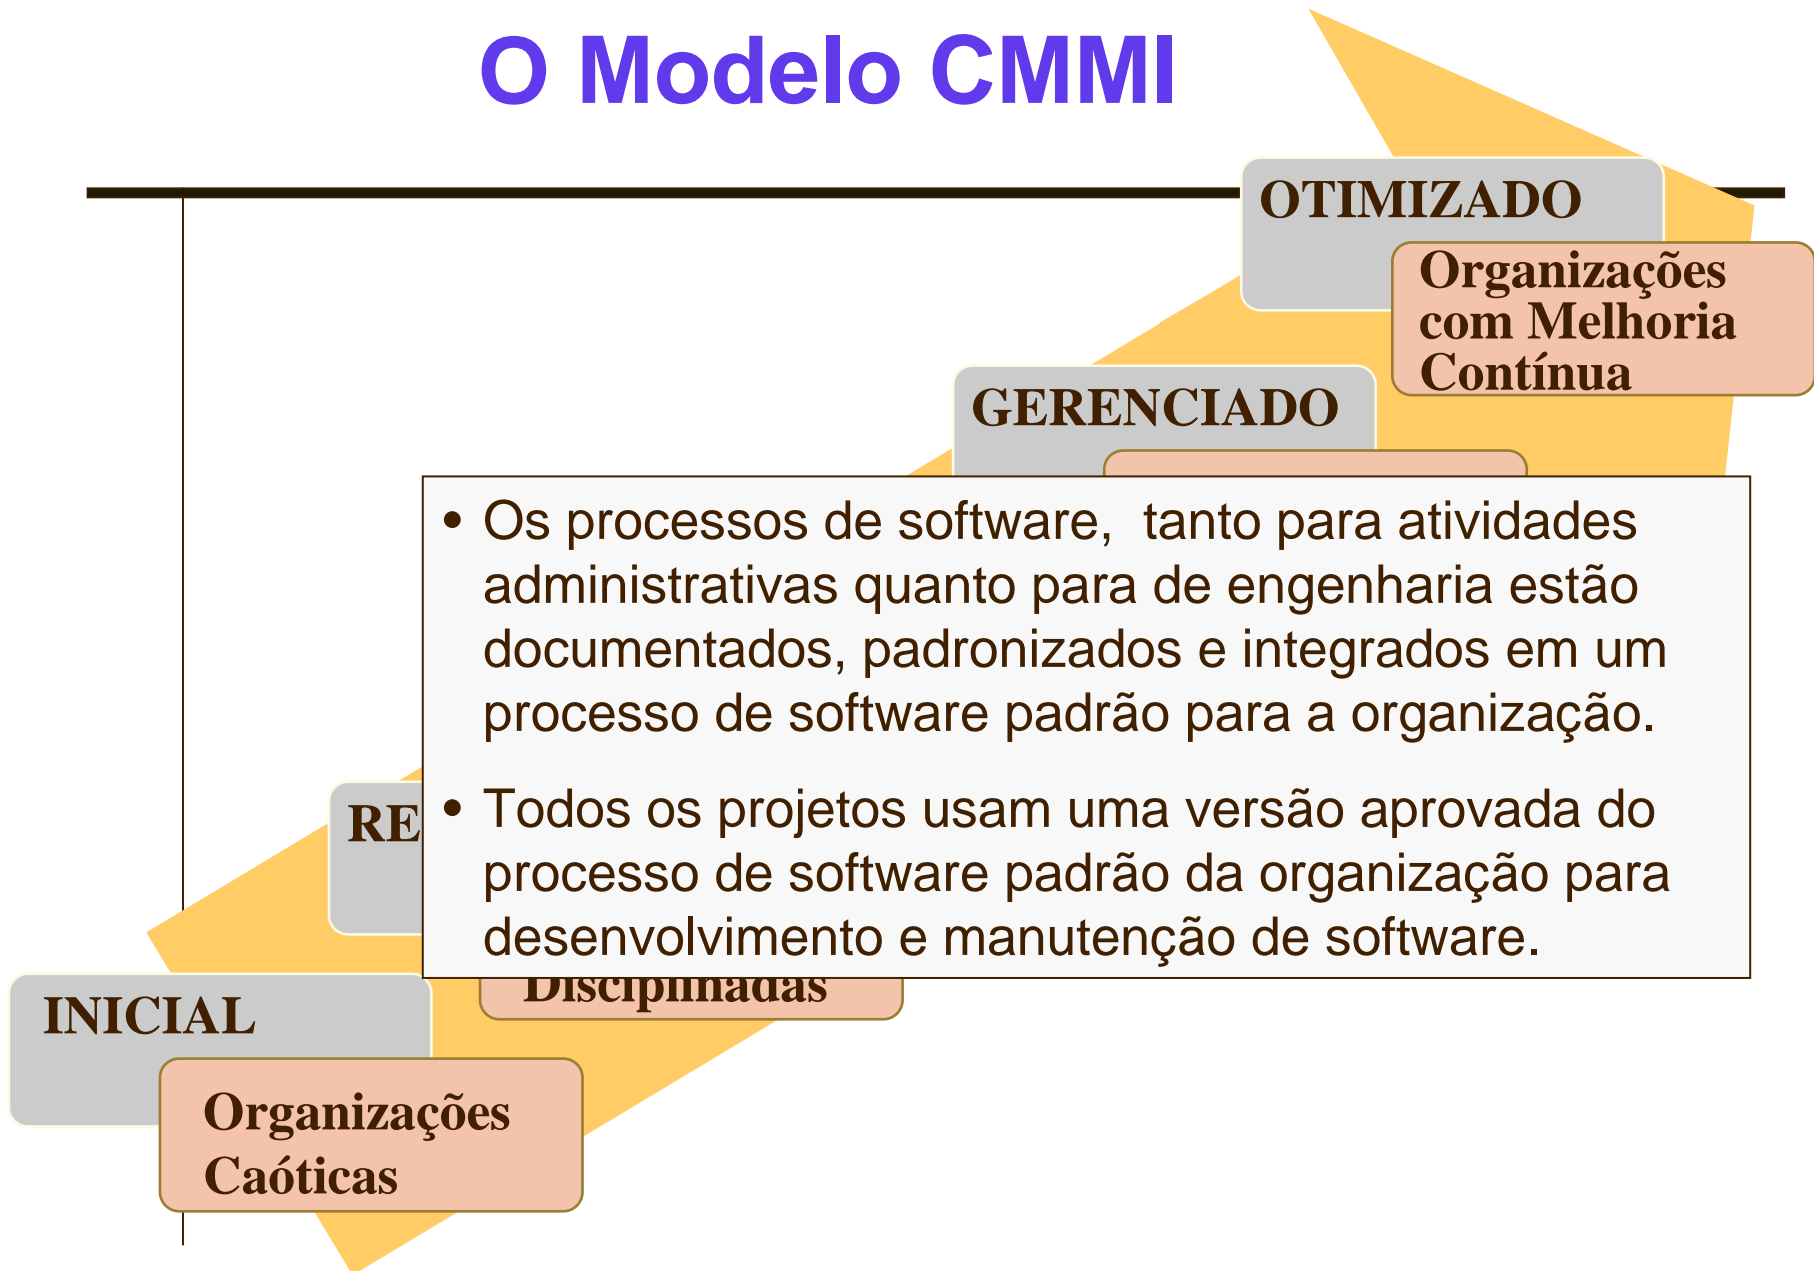 O Modelo CMMI
OTIMIZADO
Organizações
com Melhoria
Contínua
GERENCIADO
• Os processos de software,  tanto para atividades
administrativas quanto para de engenharia estão
documentados, padronizados e integrados em um
processo de software padrão para a organização.
RE
• Todos os projetos usam uma versão aprovada do
processo de software padrão da organização para
desenvolvimento e manutenção de software.
Disciplinadas
INICIAL
Organizações
Caóticas